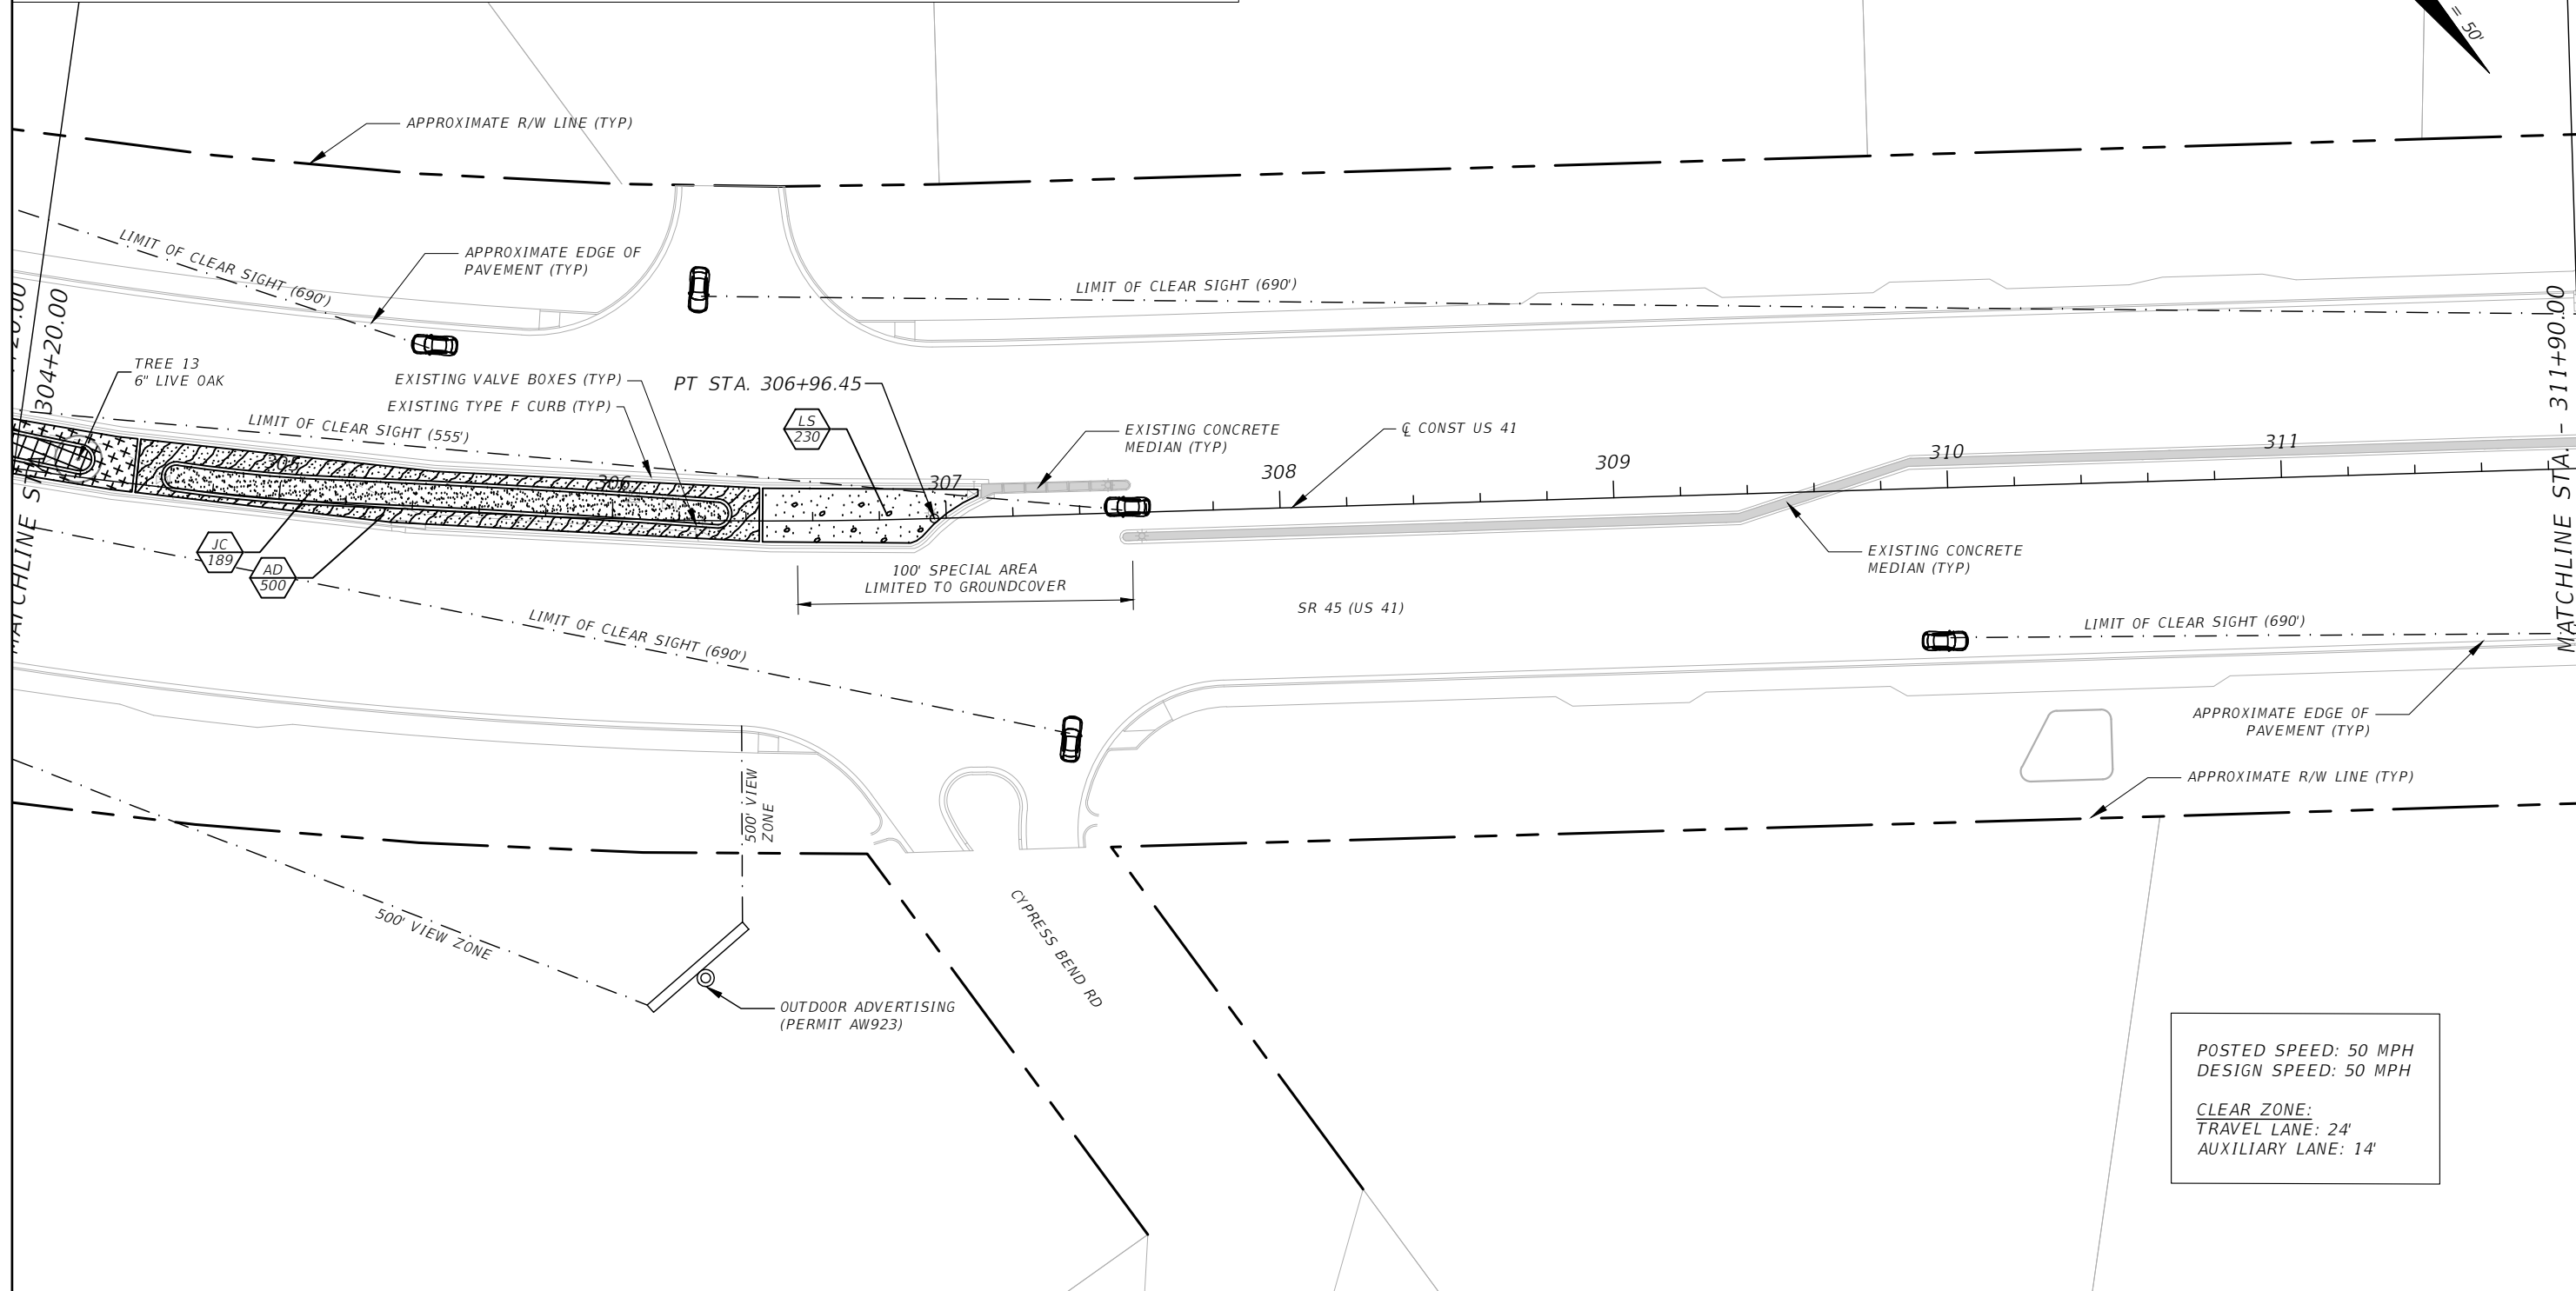 = 50'
APPROXIMATE R/W LINE (TYP)
LIMIT OF CLEAR SIGHT (690')
APPROXIMATE EDGE OF
PAVEMENT (TYP)
LIMIT OF CLEAR SIGHT (690')
304+20.00
MATCHLINE STA.
TREE 13
6" LIVE OAK
EXISTING VALVE BOXES (TYP)
EXISTING TYPE F CURB (TYP)
PT STA. 306+96.45
LIMIT OF CLEAR SIGHT (555')
LS
230
EXISTING CONCRETE
MEDIAN (TYP)
℄ CONST US 41
305
306
307
308
309
310
311
MATCHLINE STA. - 311+90.00
JC
189
AD
500
100' SPECIAL AREA
LIMITED TO GROUNDCOVER
EXISTING CONCRETE
MEDIAN (TYP)
SR 45 (US 41)
LIMIT OF CLEAR SIGHT (690')
LIMIT OF CLEAR SIGHT (690')
APPROXIMATE EDGE OF
PAVEMENT (TYP)
APPROXIMATE R/W LINE (TYP)
500' VIEW
ZONE
500' VIEW ZONE
CYPRESS BEND RD
OUTDOOR ADVERTISING
(PERMIT AW923)
POSTED SPEED: 50 MPH
DESIGN SPEED: 50 MPH
CLEAR ZONE:
TRAVEL LANE: 24'
AUXILIARY LANE: 14'